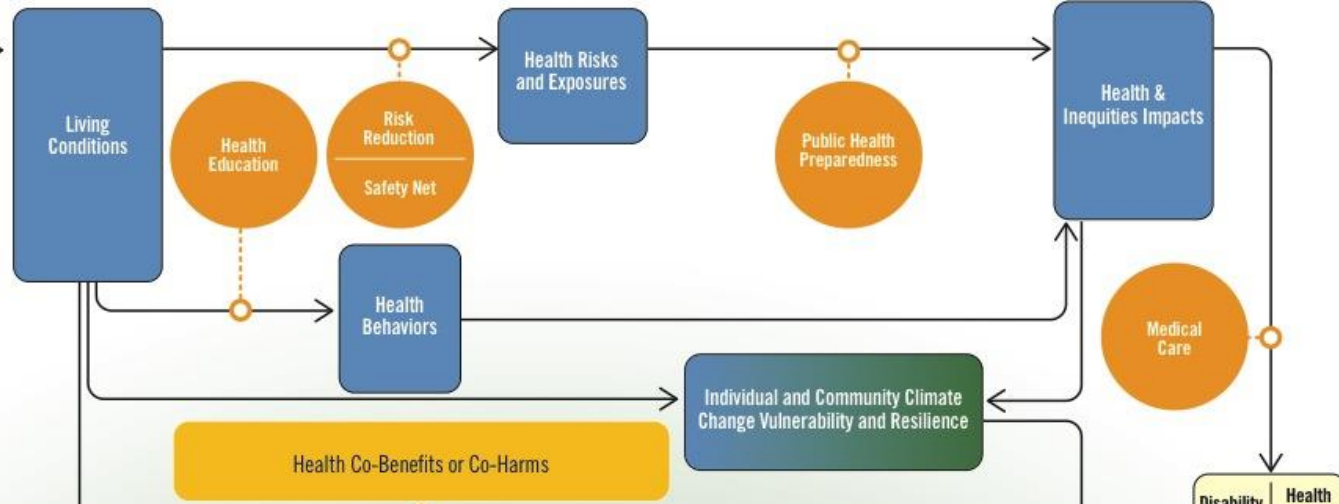 Living
Conditions
Health
Education
Risk
Reduction
Safety Net
Health Risks
and Exposures
Public Health
Preparedness
Health &
Inequities Impacts
Health
Behaviors
Individual and Community Climate
Change Vulnerability and Resilience
Medical
Care
Health Co-Benefits or Co-Harms
Disability
Health